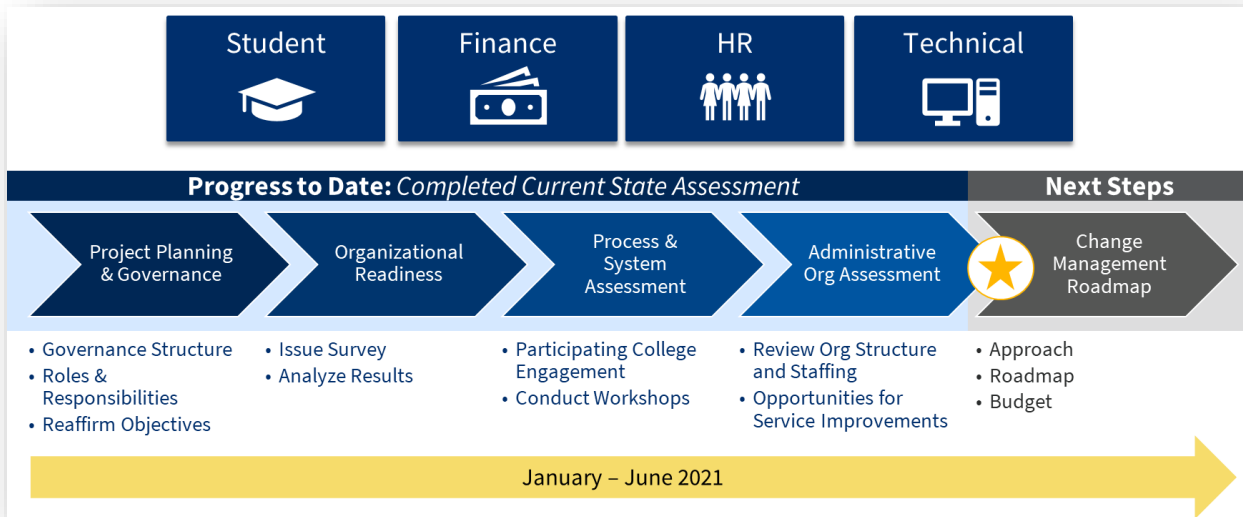 Student
Finance
HR
Technical
Progress to Date: Completed Current State Assessment
Next Steps
Project Planning
& Governance
Organizational
Readiness
Process &
System
Assessment
Administrative
Org Assessment
Change
Management
Roadmap
• Governance Structure
• Roles &
Responsibilities
• Reaffirm Objectives
• Issue Survey
• Analyze Results
• Participating College
Engagement
• Conduct Workshops
• Review Org Structure
and Staffing
• Opportunities for
Service Improvements
• Approach
• Roadmap
• Budget
January – June 2021